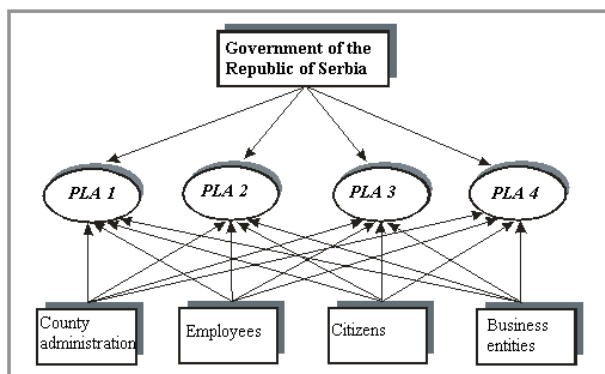 Government of the
Republic of Serbia
PLA 1
PLA 2
PLA 3
PLA 4
County
administration
Employees
Citizens
Business
entities